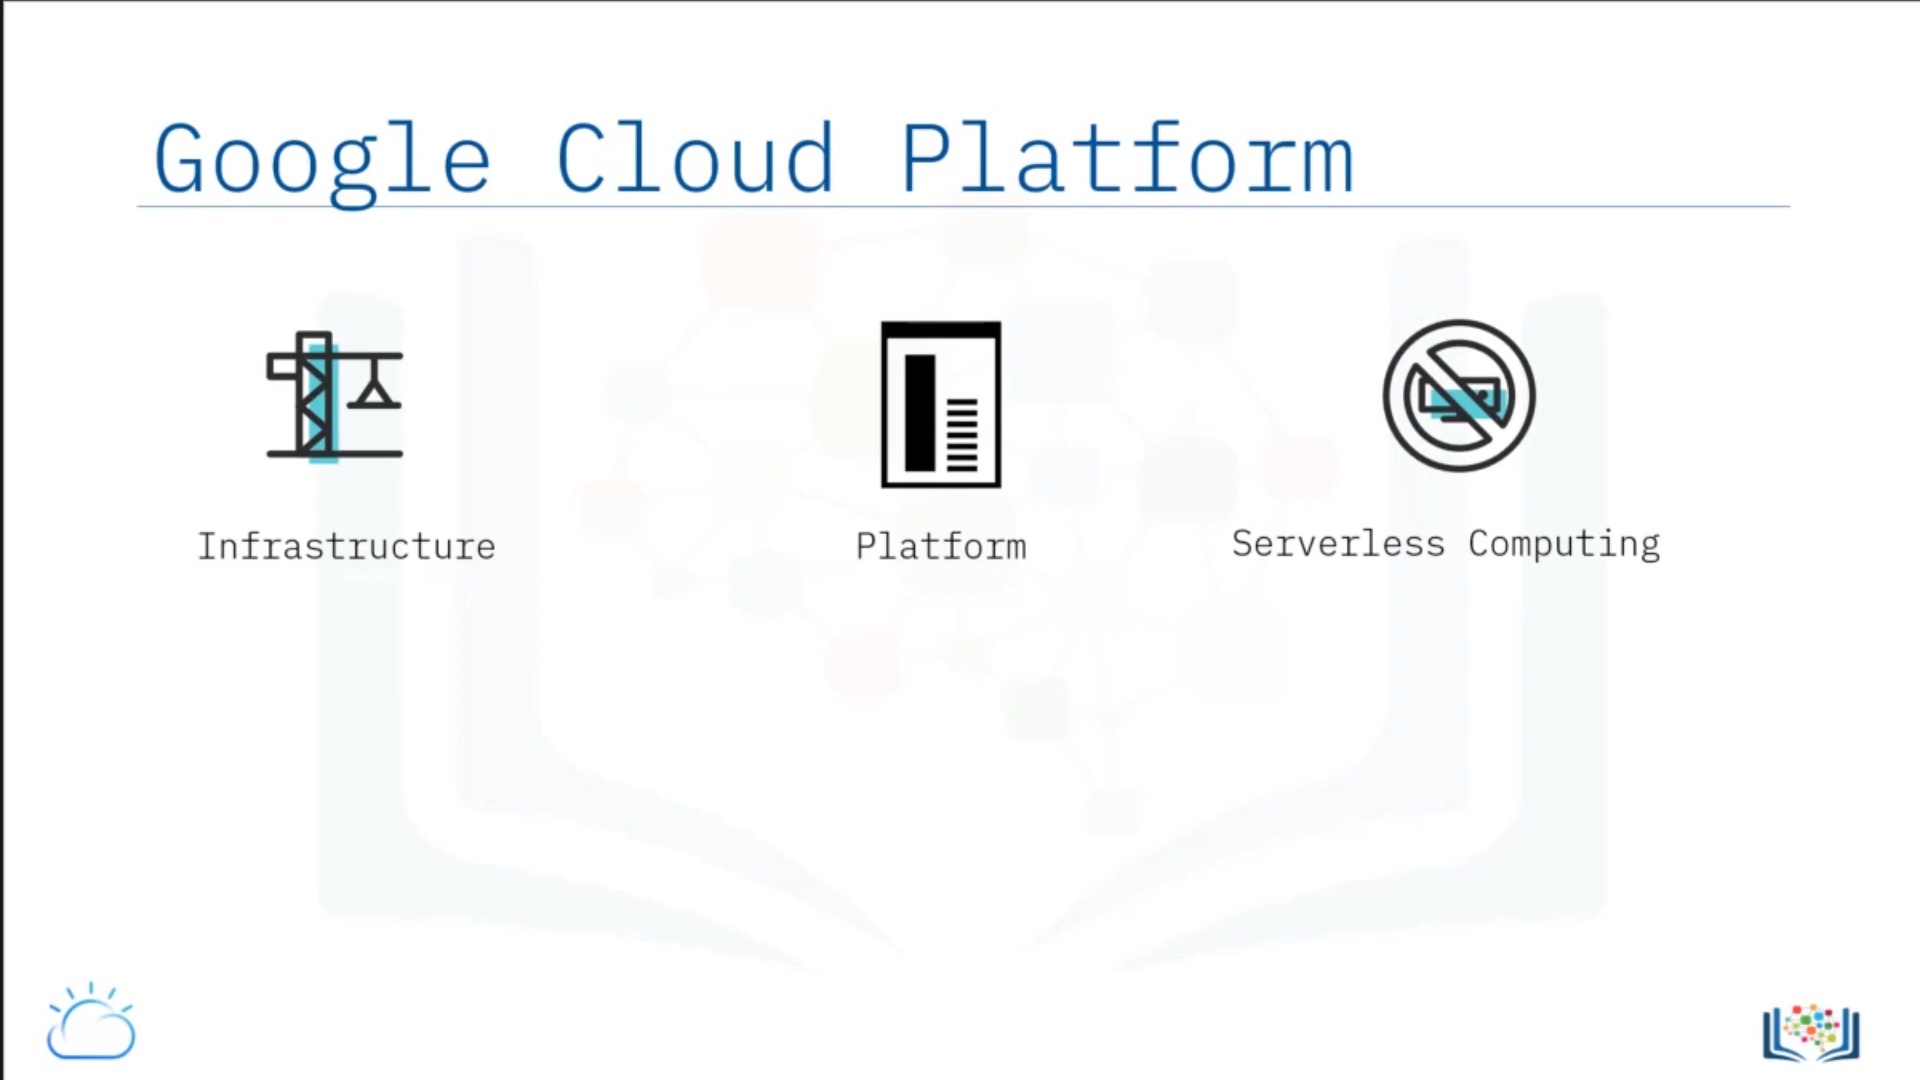 Google Cloud Platform
Infrastructure
Platform
Serverless Computing